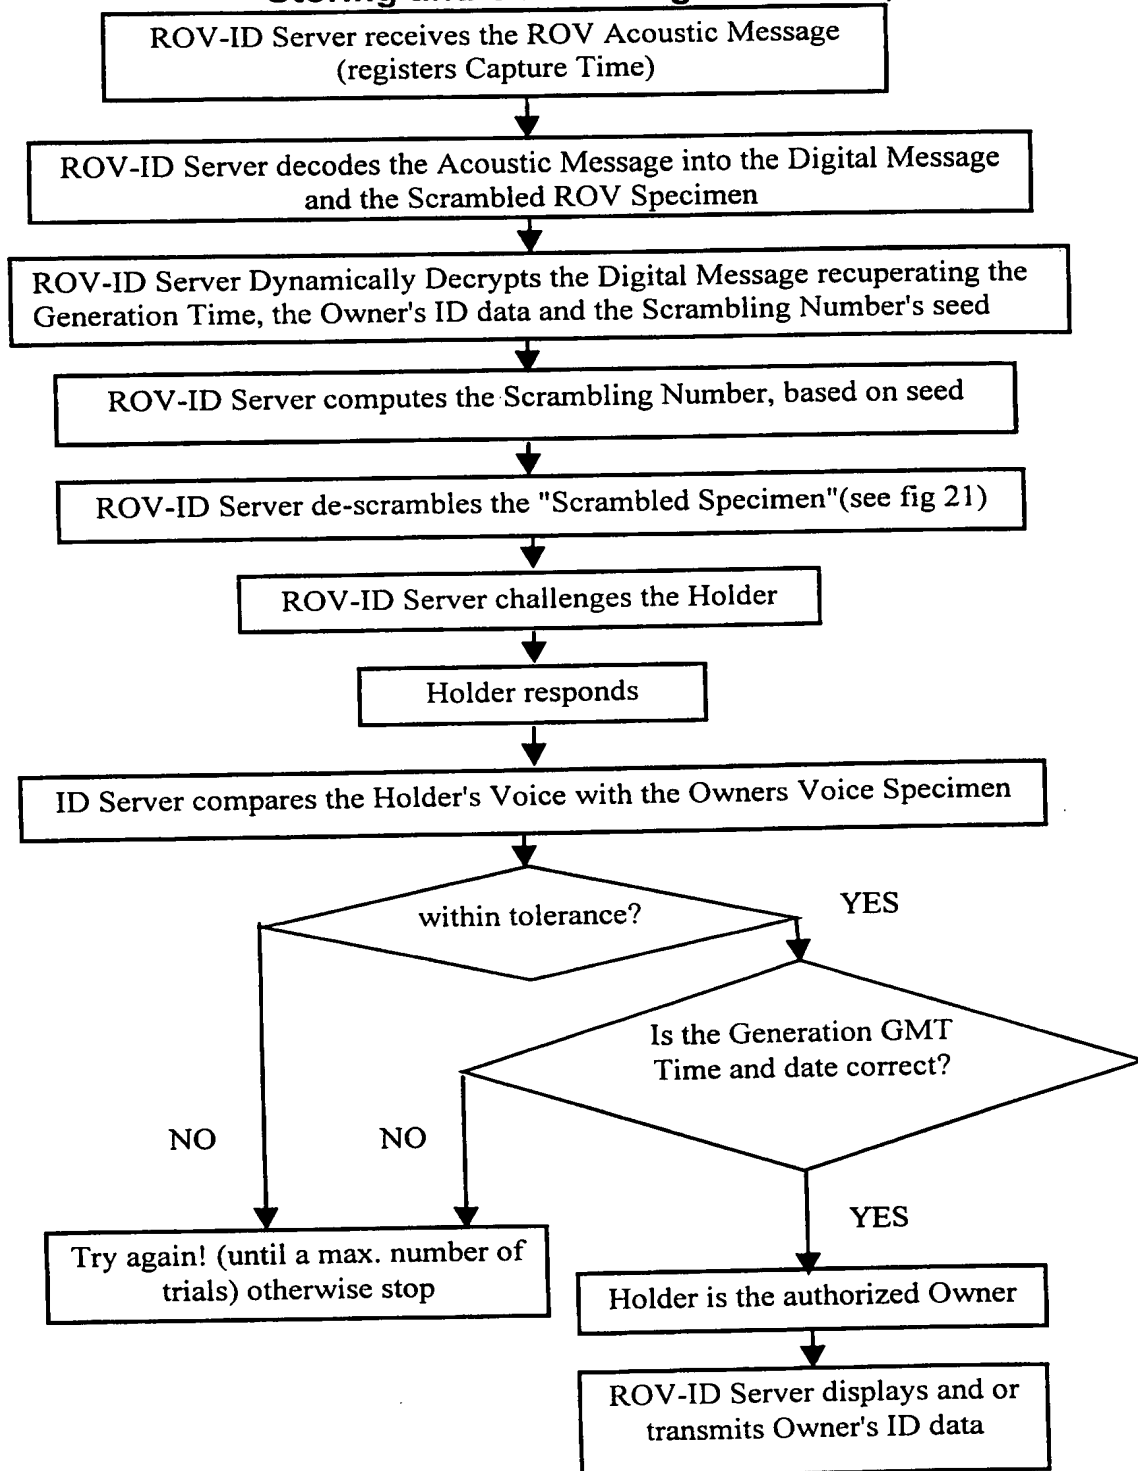 ROV-ID Server receives the ROV Acoustic Message
(registers Capture Time)
ROV-ID Server decodes the Acoustic Message into the Digital Message
and the Scrambled ROV Specimen
ROV-ID Server Dynamically Decrypts the Digital Message recuperating the
Generation Time, the Owner's ID data and the Scrambling Number's seed
ROV-ID Server computes the Scrambling Number, based on seed
ROV-ID Server de-scrambles the "Scrambled Specimen"(see fig 21)
ROV-ID Server challenges the Holder
Holder responds
ID Server compares the Holder's Voice with the Owners Voice Specimen
within tolerance?
YES
Is the Generation GMT
Time and date correct?
NO
NO
YES
Try again! (until a max. number of
trials) otherwise stop
Holder is the authorized Owner
ROV-ID Server displays and or
transmits Owner's ID data